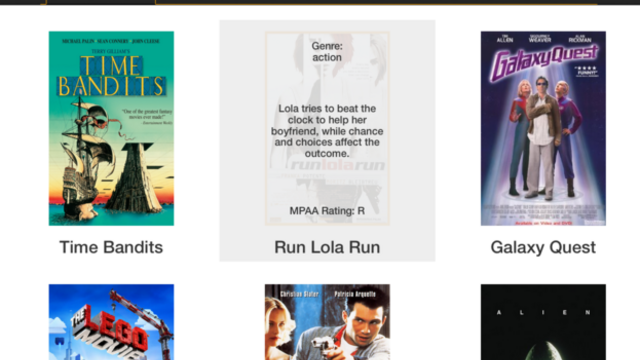 MICHAEL PALIN · SEAN CONNERY · JOHN CLEESE
TERRY GILLIAM'S
TIME
BANDITS
"One of the greatest fantasy
movies ever made!"
Time Bandits
Genre:
action
Lola tries to beat the
clock to help her
boyfriend, while chance
and choices affect the
outcome.
runlolarun
MPAA Rating: R
Run Lola Run
TIM ALLEN
SIGOURNEY WEAVER
ALAN RICKMAN
GalaxyQuest
FUNNY!"
Galaxy Quest
THE
LEGO
MOVIE
Christian Slater Patricia Arquette
A L I E N